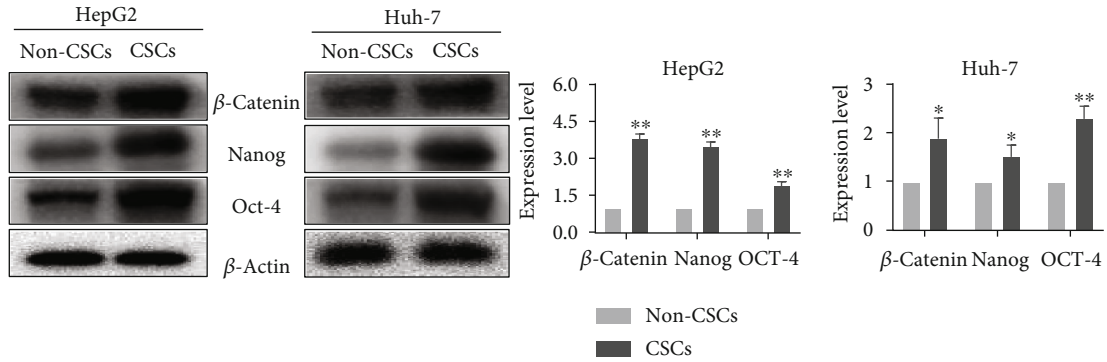 HepG2
Non-CSCs CSCs
Huh-7
Non-CSCs CSCs
β-Catenin
Nanog
Oct-4
β-Actin
HepG2
Expression level
6.0
4.5
3.0
1.5
0.0
** ** **
β-Catenin Nanog OCT-4
Huh-7
Expression level
3
2
1
0
* * **
β-Catenin Nanog OCT-4
Non-CSCs
CSCs